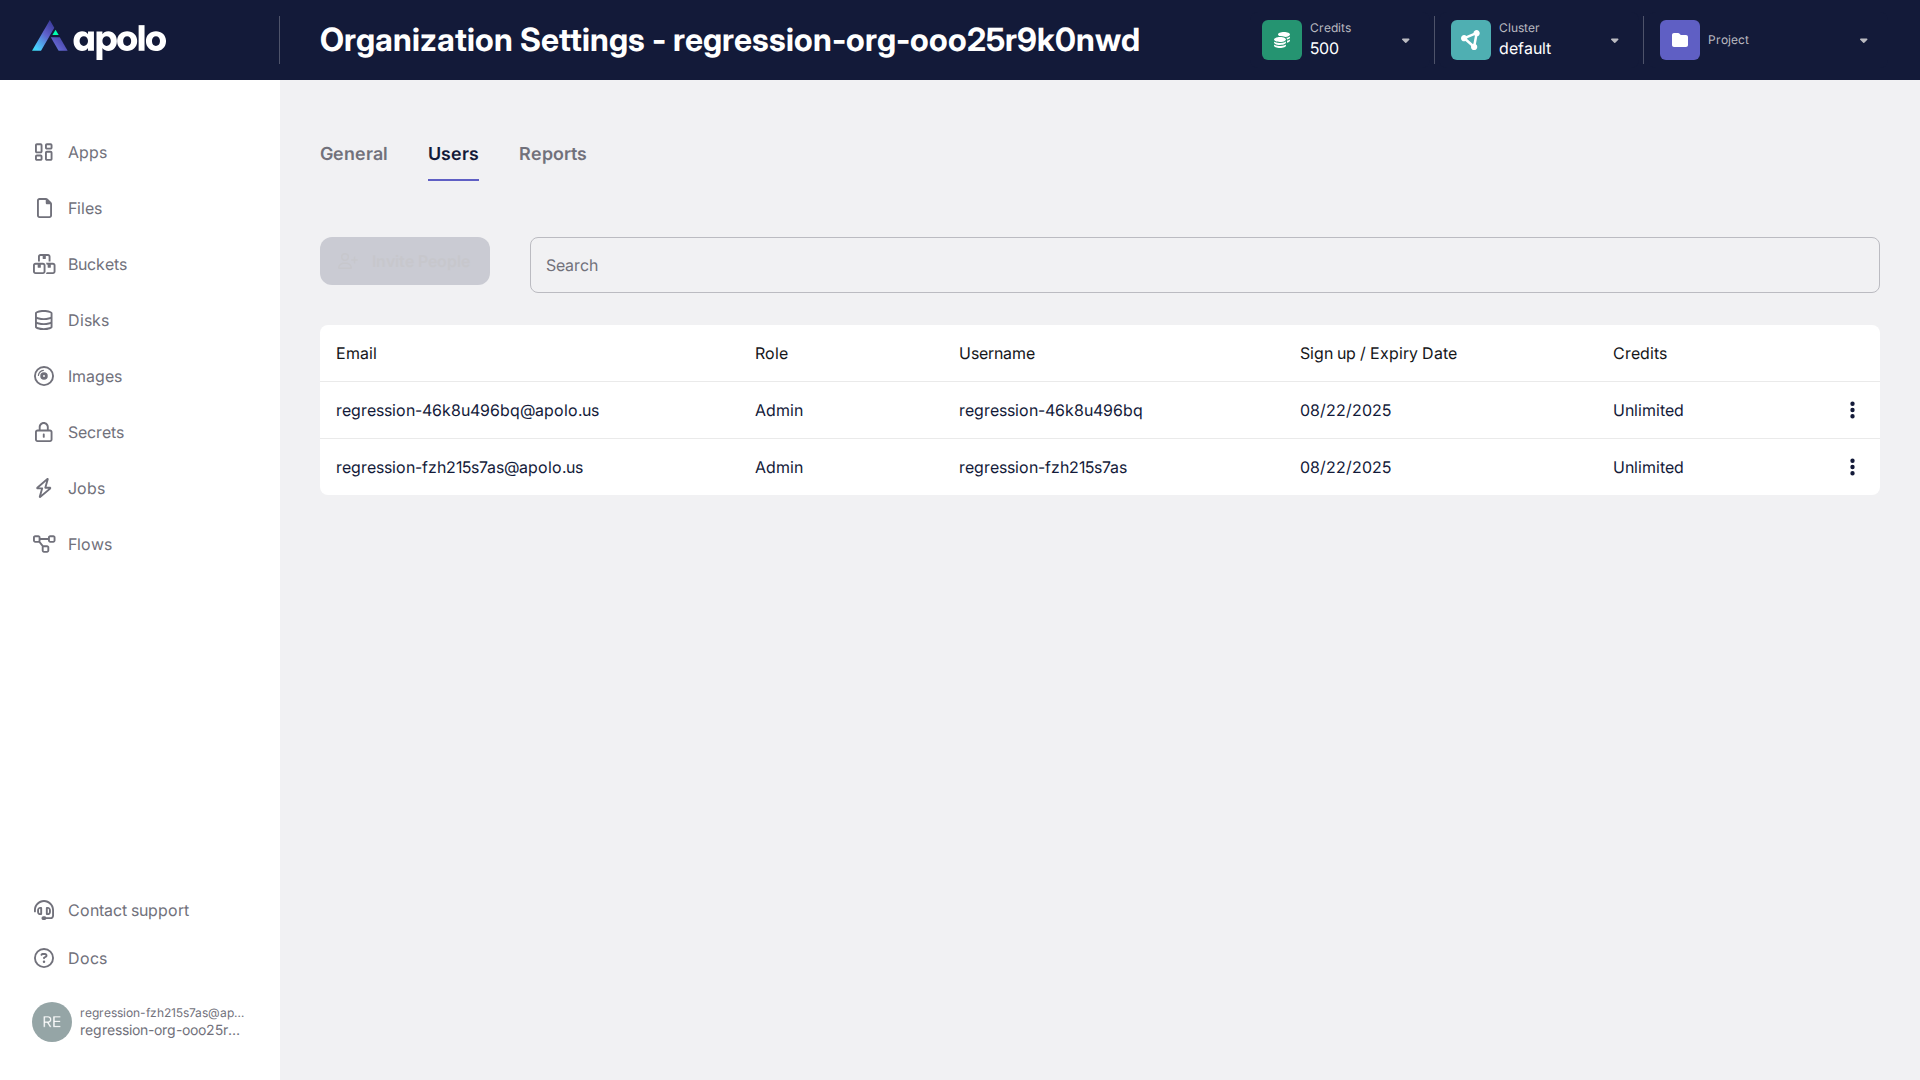 apolo
Organization Settings - regression-org-ooo25r9k0nwd
Credits
500
Cluster
default
Project
Apps
Files
Buckets
Disks
Images
Secrets
Jobs
Flows
Contact support
Docs
RE
regression-fzh215s7as@ap...
regression-org-ooo25r...
General Users Reports
Invite People
Search
Email Role Username Sign up / Expiry Date Credits
regression-46k8u496bq@apolo.us Admin regression-46k8u496bq 08/22/2025 Unlimited
regression-fzh215s7as@apolo.us Admin regression-fzh215s7as 08/22/2025 Unlimited